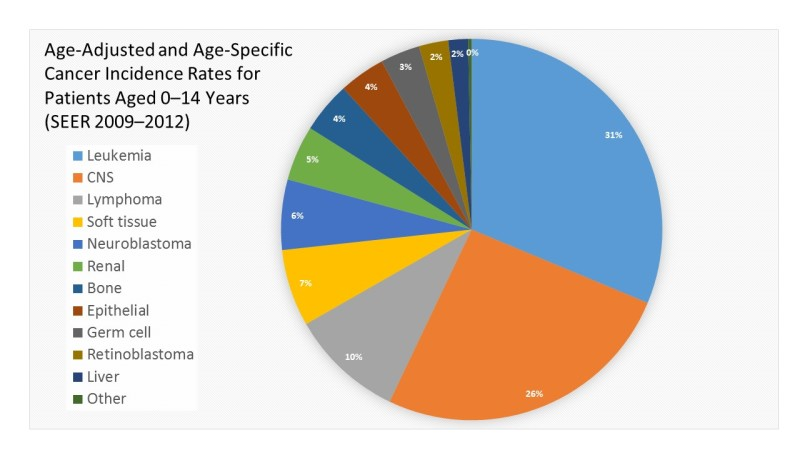 Age-Adjusted and Age-Specific
Cancer Incidence Rates for
Patients Aged 0–14 Years
(SEER 2009–2012)
Leukemia
CNS
Lymphoma
Soft tissue
Neuroblastoma
Renal
Bone
Epithelial
Germ cell
Retinoblastoma
Liver
Other
31%
26%
10%
7%
6%
5%
4%
4%
3%
2%
2%
0%